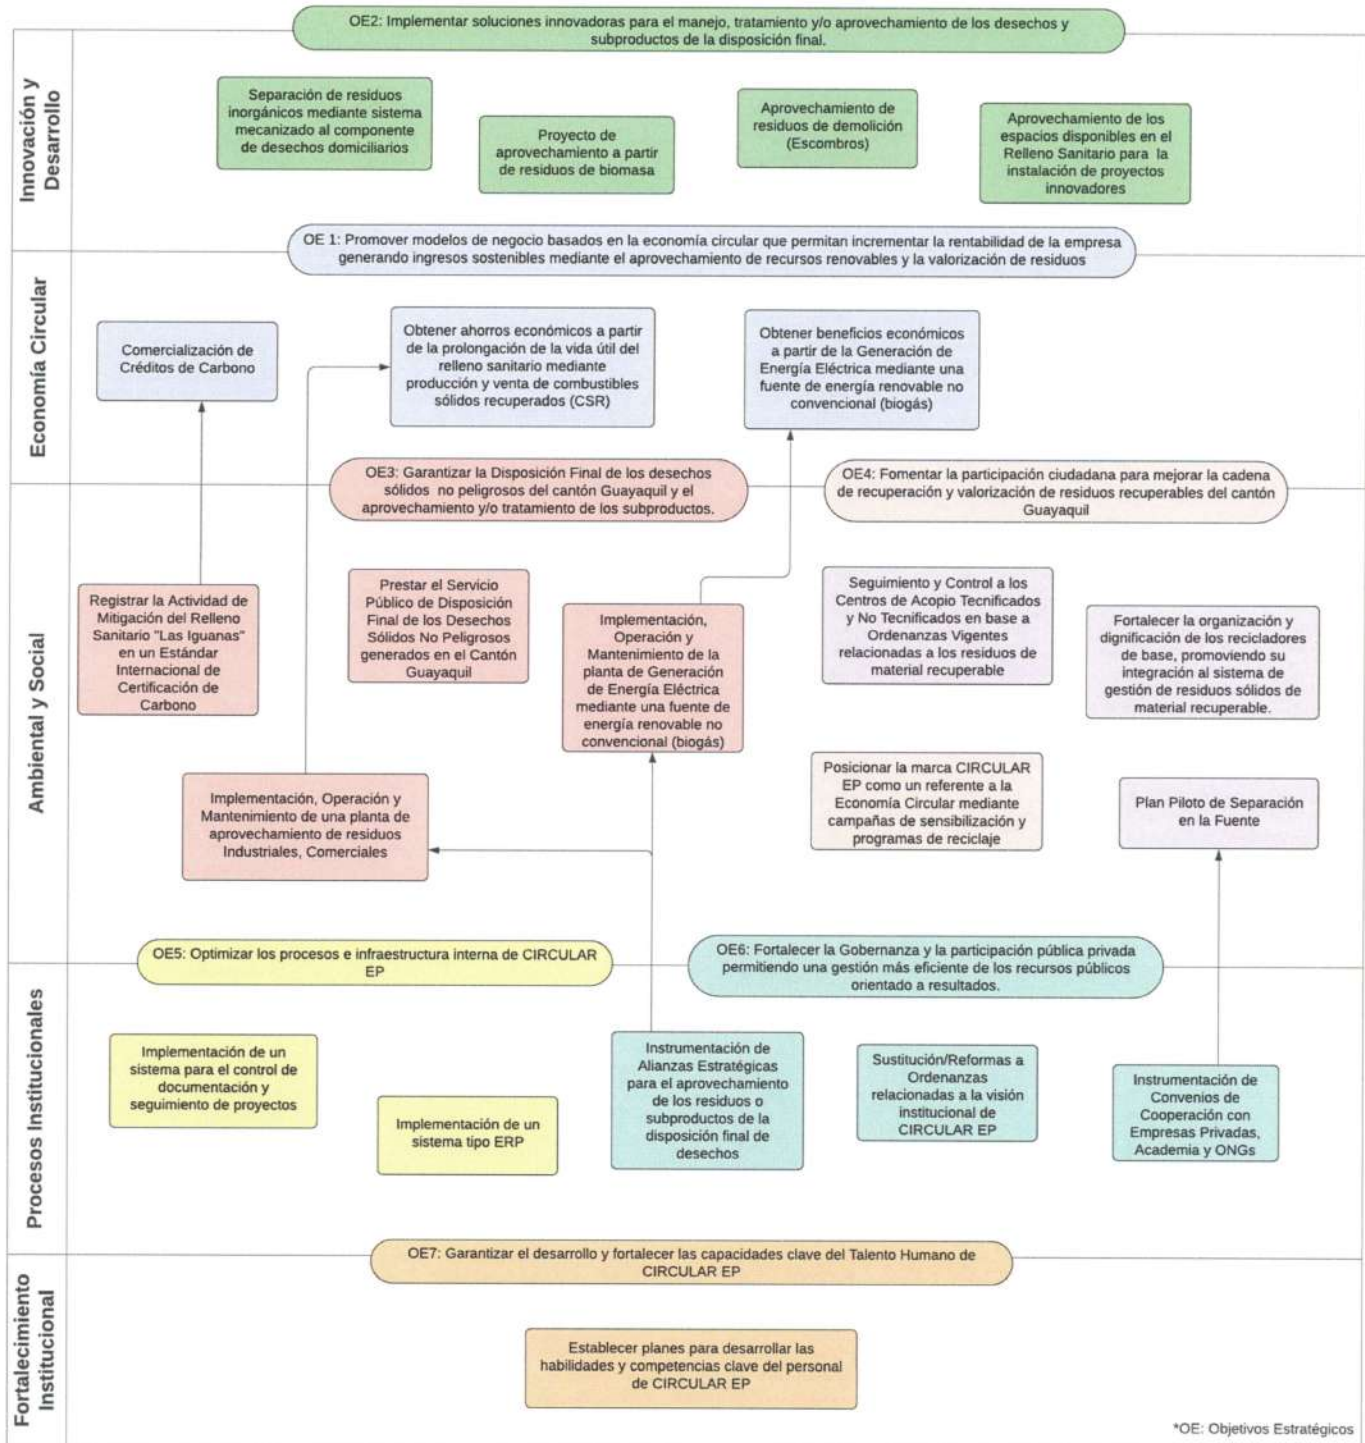 OE2: Implementar soluciones innovadoras para el manejo, tratamiento y/o aprovechamiento de los desechos y
subproductos de la disposición final.
Innovación y
Desarrollo
Separación de residuos
inorgánicos mediante sistema
mecanizado al componente
de desechos domiciliarios
Proyecto de
aprovechamiento a partir
de residuos de biomasa
Aprovechamiento de
residuos de demolición
(Escombros)
Aprovechamiento de los
espacios disponibles en el
Relleno Sanitario para la
instalación de proyectos
innovadores
OE 1: Promover modelos de negocio basados en la economía circular que permitan incrementar la rentabilidad de la empresa
generando ingresos sostenibles mediante el aprovechamiento de recursos renovables y la valorización de residuos
Economía Circular
Comercialización de
Créditos de Carbono
Obtener ahorros económicos a partir
de la prolongación de la vida útil del
relleno sanitario mediante
producción y venta de combustibles
sólidos recuperados (CSR)
Obtener beneficios económicos
a partir de la Generación de
Energía Eléctrica mediante una
fuente de energía renovable no
convencional (biogás)
OE3: Garantizar la Disposición Final de los desechos
sólidos no peligrosos del cantón Guayaquil y el
aprovechamiento y/o tratamiento de los subproductos.
OE4: Fomentar la participación ciudadana para mejorar la cadena
de recuperación y valorización de residuos recuperables del cantón
Guayaquil
Ambiental y Social
Registrar la Actividad de
Mitigación del Relleno
Sanitario "Las Iguanas"
en un Estándar
Internacional de
Certificación de
Carbono
Prestar el Servicio
Público de Disposición
Final de los Desechos
Sólidos No Peligrosos
generados en el Cantón
Guayaquil
Implementación,
Operación y
Mantenimiento de la
planta de Generación
de Energía Eléctrica
mediante una fuente de
energía renovable no
convencional (biogás)
Seguimiento y Control a los
Centros de Acopio Tecnificados
y No Tecnificados en base a
Ordenanzas Vigentes
relacionadas a los residuos de
material recuperable
Fortalecer la organización y
dignificación de los recicladores
de base, promoviendo su
integración al sistema de
gestión de residuos sólidos de
material recuperable.
Implementación, Operación y
Mantenimiento de una planta de
aprovechamiento de residuos
Industriales, Comerciales
Posicionar la marca CIRCULAR
EP como un referente a la
Economía Circular mediante
campañas de sensibilización y
programas de reciclaje
Plan Piloto de Separación
en la Fuente
OE5: Optimizar los procesos e infraestructura interna de CIRCULAR
EP
OE6: Fortalecer la Gobernanza y la participación pública privada
permitiendo una gestión más eficiente de los recursos públicos
orientado a resultados.
Procesos Institucionales
Implementación de un
sistema para el control de
documentación y
seguimiento de proyectos
Implementación de un
sistema tipo ERP
Instrumentación de
Alianzas Estratégicas
para el aprovechamiento
de los residuos o
subproductos de la
disposición final de
desechos
Sustitución/Reformas a
Ordenanzas
relacionadas a la visión
institucional de
CIRCULAR EP
Instrumentación de
Convenios de
Cooperación con
Empresas Privadas,
Academia y ONGs
OE7: Garantizar el desarrollo y fortalecer las capacidades clave del Talento Humano de
CIRCULAR EP
Fortalecimiento
Institucional
Establecer planes para desarrollar las
habilidades y competencias clave del personal
de CIRCULAR EP
*OE: Objetivos Estratégicos